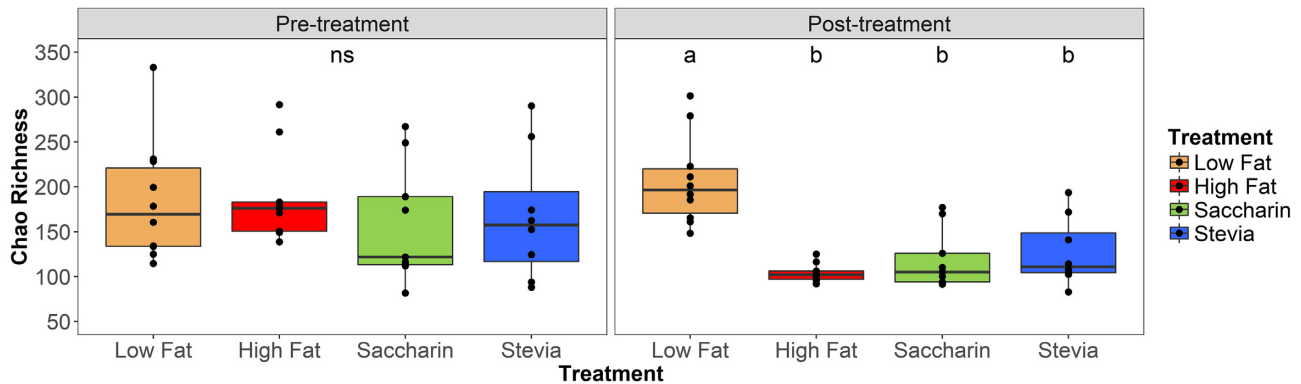 Pre-treatment
Post-treatment
Chao Richness
350
300
250
200
150
100
50
ns
a b b b
Low Fat High Fat Saccharin Stevia
Low Fat High Fat Saccharin Stevia
Treatment
Treatment
Low Fat
High Fat
Saccharin
Stevia